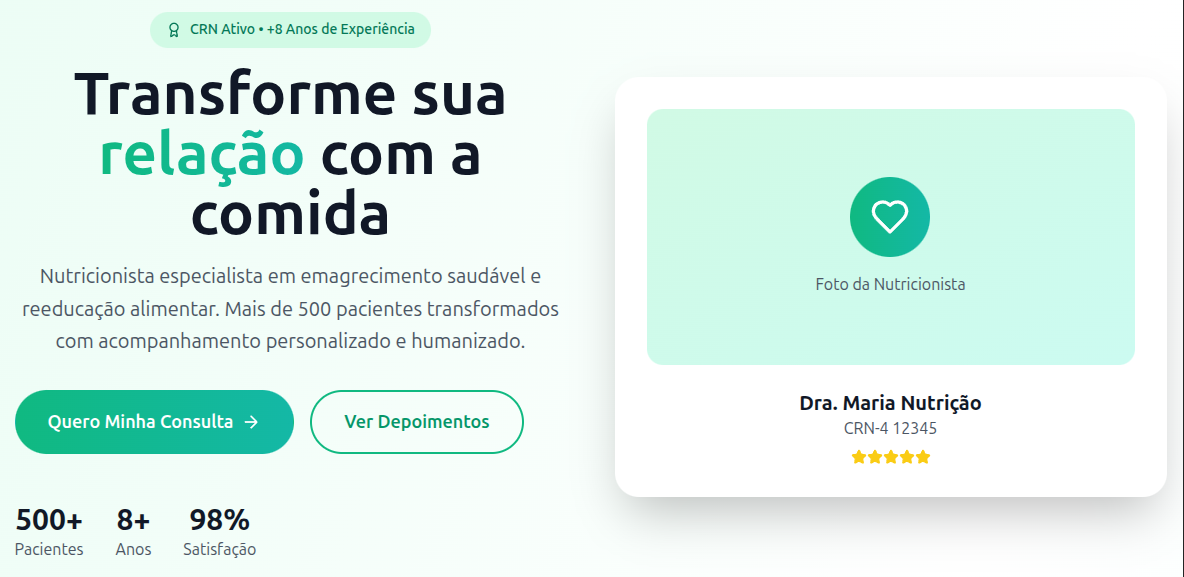 CRN Ativo • +8 Anos de Experiência
Transforme sua
relação com a
comida
Nutricionista especialista em emagrecimento saudável e
reeducação alimentar. Mais de 500 pacientes transformados
com acompanhamento personalizado e humanizado.
Quero Minha Consulta →
Ver Depoimentos
500+
Pacientes
8+
Anos
98%
Satisfação
Foto da Nutricionista
Dra. Maria Nutrição
CRN-4 12345